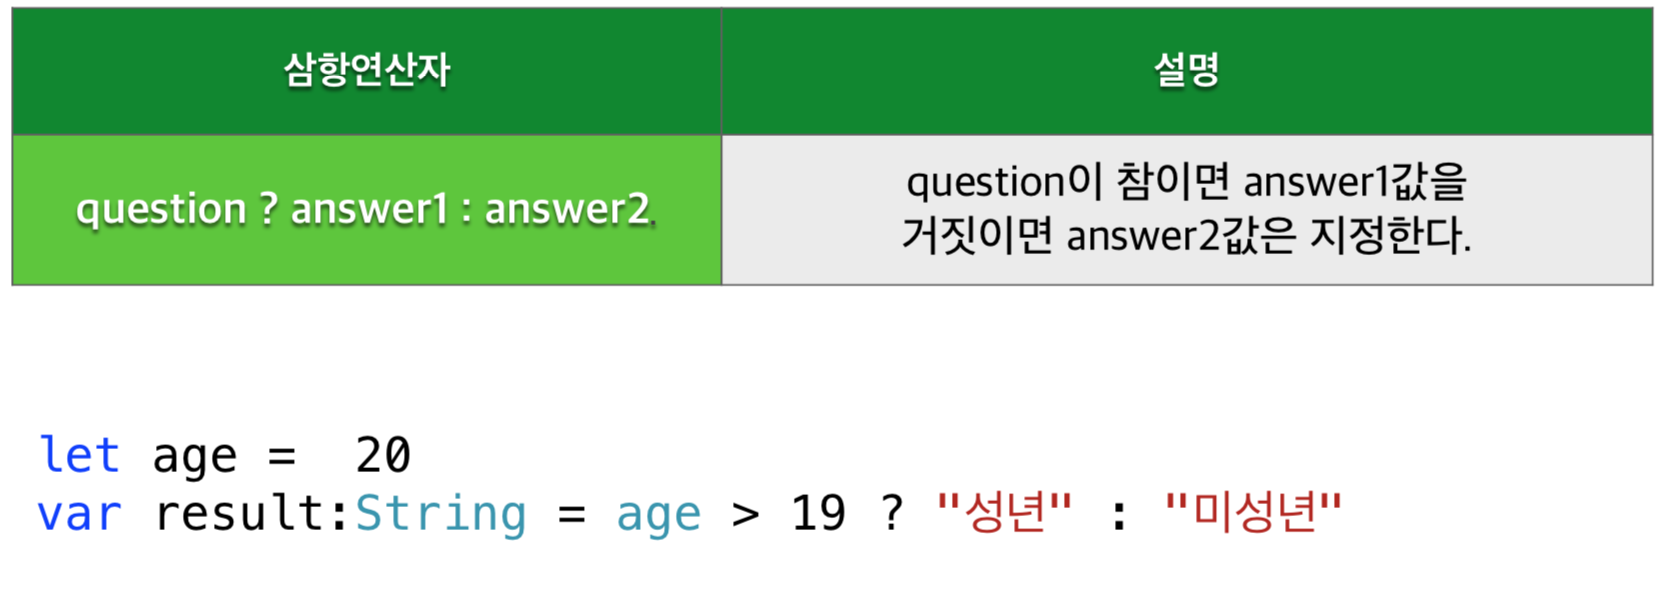 삼항연산자
설명
question ? answer1 : answer2.
question이 참이면 answer1값을
거짓이면 answer2값은 지정한다.
let age =  20
var result:String = age > 19 ? "성년" : "미성년"